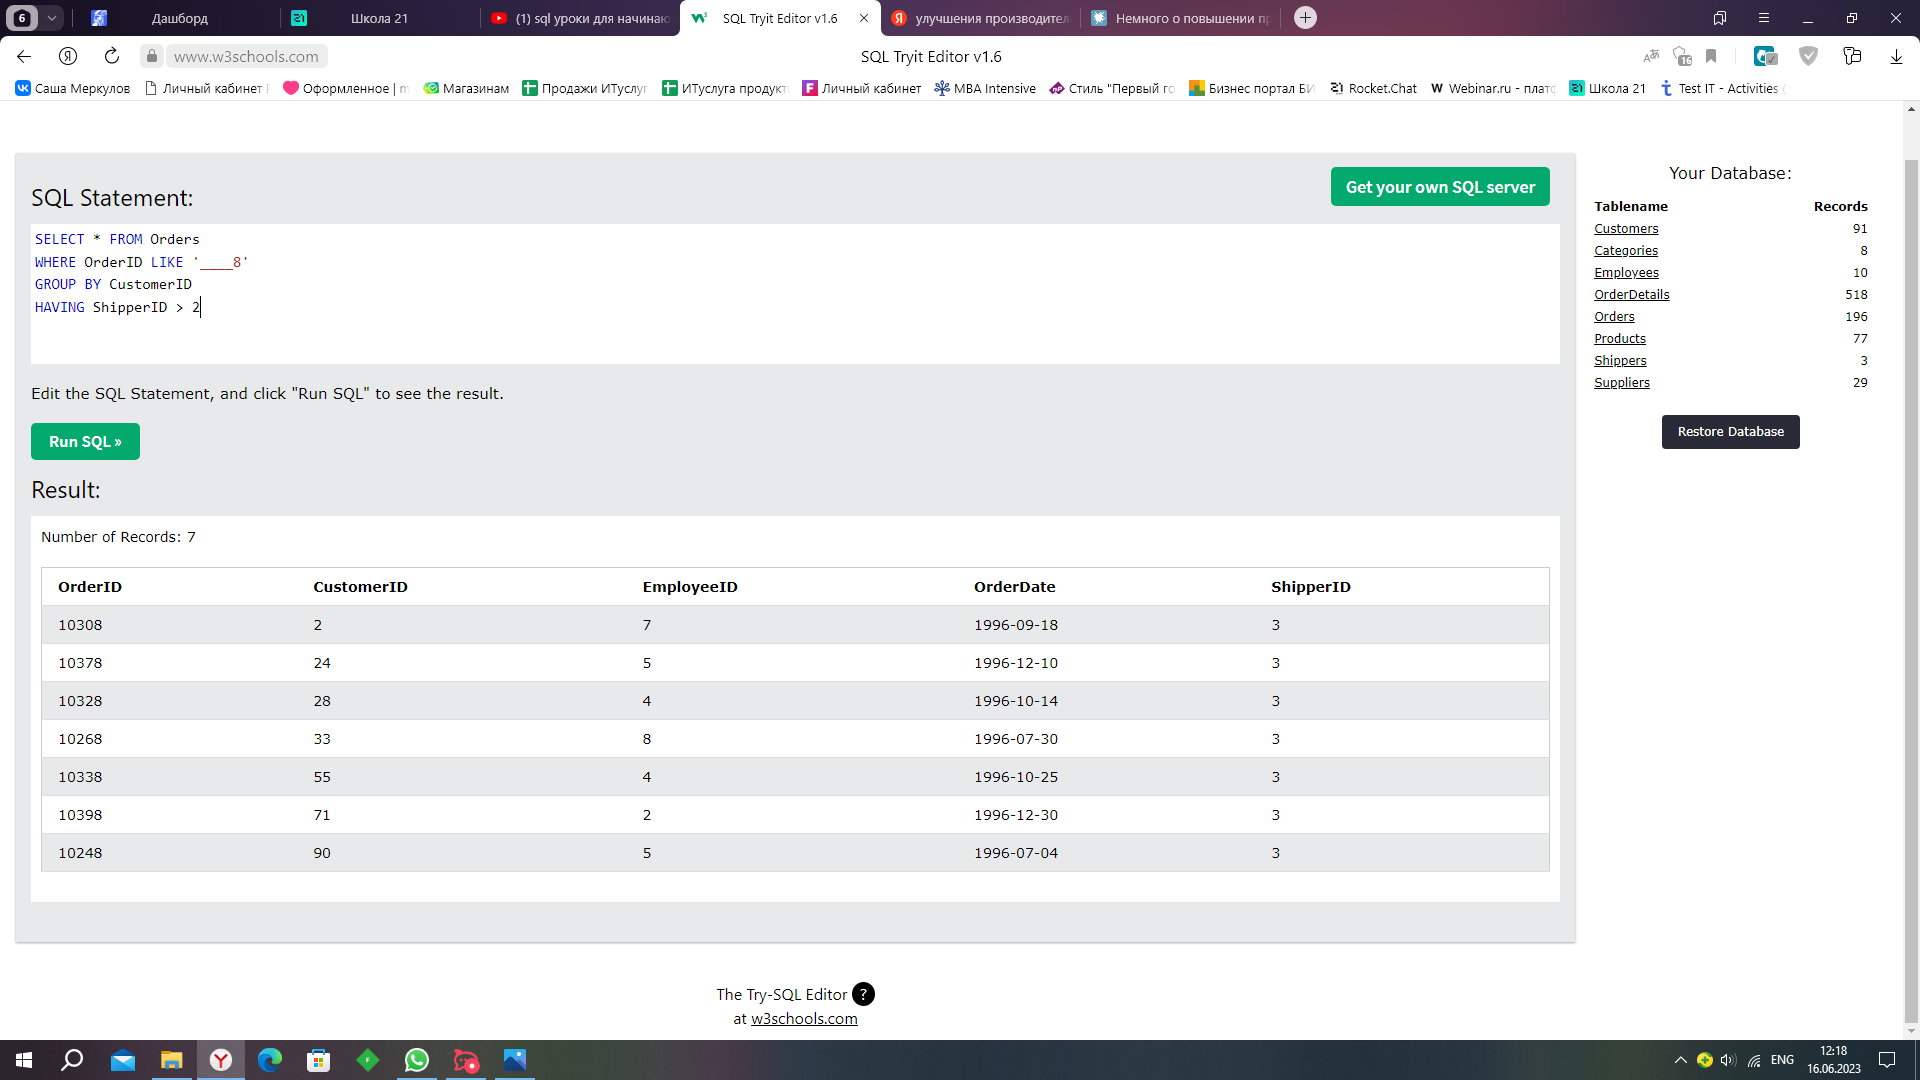 6
Дашборд
Школа 21
(1) sql уроки для начинаю
SQL Tryit Editor v1.6
улучшения производител
Немного о повышении пр
www.w3schools.com
SQL Tryit Editor v1.6
16
Саша Меркулов
Личный кабинет
Оформленное | m
Магазинам
Продажи ИТуслуг
ИТуслуга продукт
Личный кабинет
MBA Intensive
Стиль "Первый го
Бизнес портал БИ
Rocket.Chat
Webinar.ru - плат
Школа 21
Test IT - Activities
SQL Statement:
Get your own SQL server
SELECT * FROM Orders
WHERE OrderID LIKE '____8'
GROUP BY CustomerID
HAVING ShipperID > 2
Edit the SQL Statement, and click "Run SQL" to see the result.
Run SQL »
Result:
Number of Records: 7
OrderID CustomerID EmployeeID OrderDate ShipperID
10308 2 7 1996-09-18 3
10378 24 5 1996-12-10 3
10328 28 4 1996-10-14 3
10268 33 8 1996-07-30 3
10338 55 4 1996-10-25 3
10398 71 2 1996-12-30 3
10248 90 5 1996-07-04 3
Your Database:
Tablename Records
Customers 91
Categories 8
Employees 10
OrderDetails 518
Orders 196
Products 77
Shippers 3
Suppliers 29
Restore Database
The Try-SQL Editor ?
at w3schools.com
ENG
12:18
16.06.2023